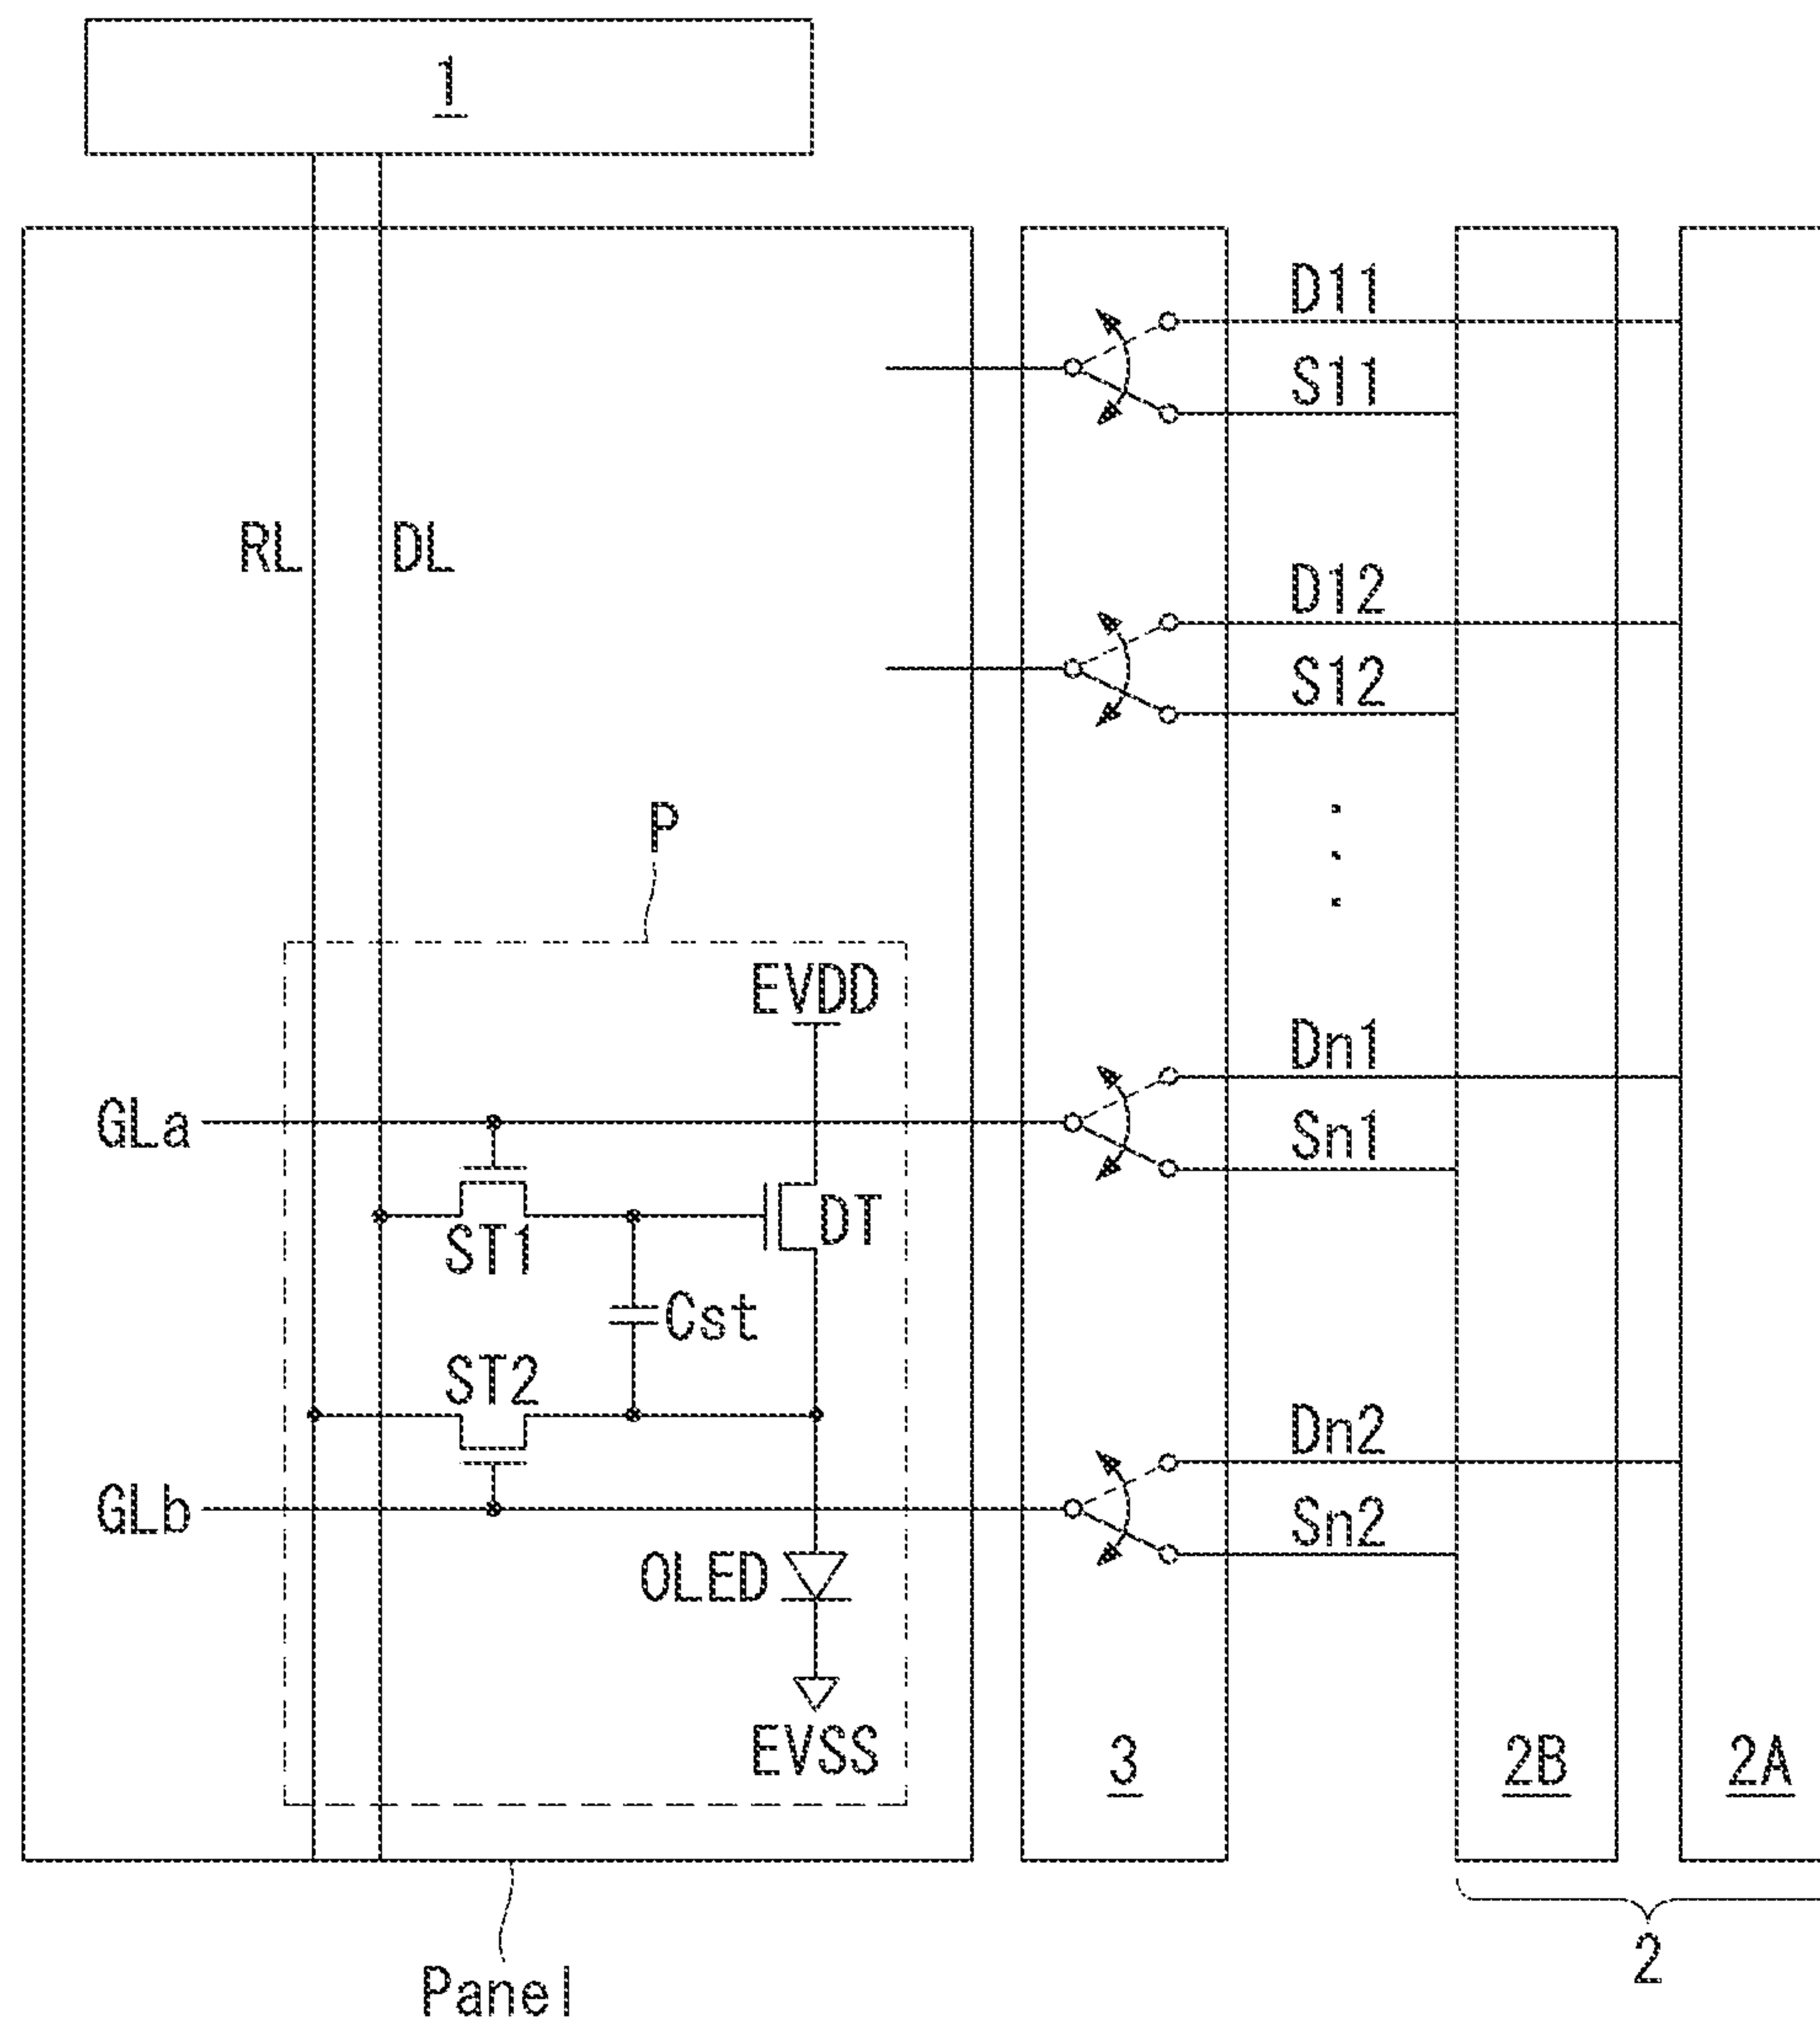 1
D11
S11
RL
DL
D12
S12
P
EVDD
Dn1
GLa
Sn1
DT
ST1
Cst
ST2
Dn2
GLb
Sn2
OLED
EVSS
3
2B
2A
2
Panel